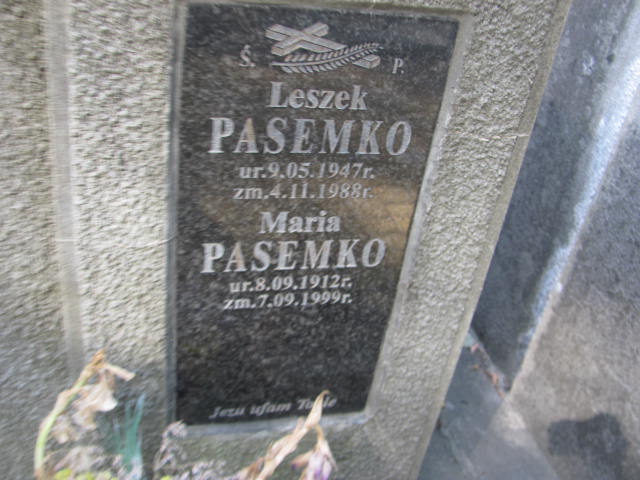 Ś. P.
Leszek
PASEMKO
ur.9.05.1947r.
zm.4.11.1988r.
Maria
PASEMKO
ur.8.09.1912r.
zm.7.09.1999r.
Jezu ufam Tobie